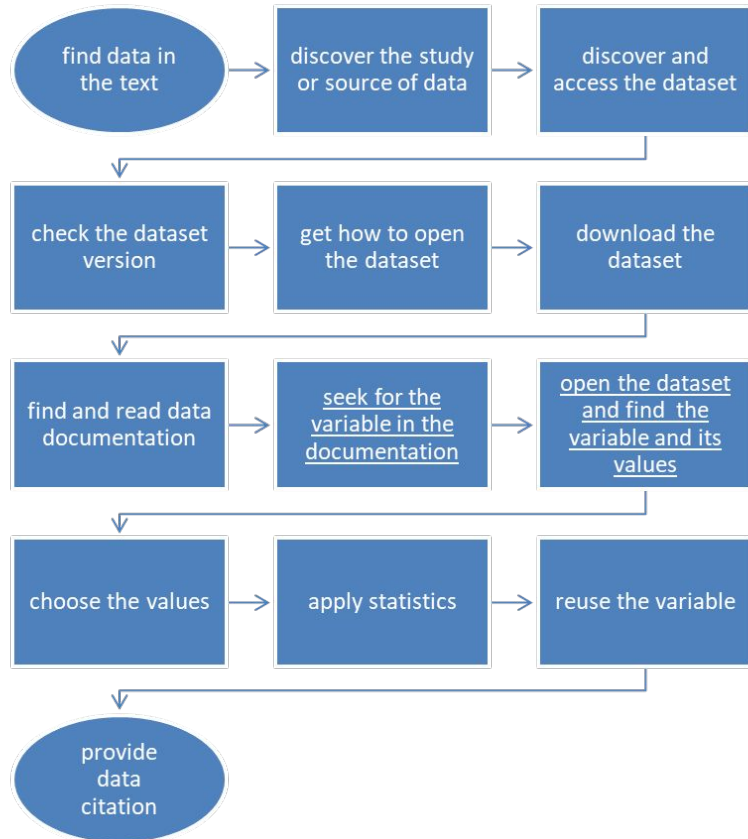 find data in
the text
discover the study
or source of data
discover and
access the dataset
check the dataset
version
get how to open
the dataset
download the
dataset
find and read data
documentation
seek for the
variable in the
documentation
open the dataset
and find the
variable and its
values
choose the values
apply statistics
reuse the variable
provide
data
citation